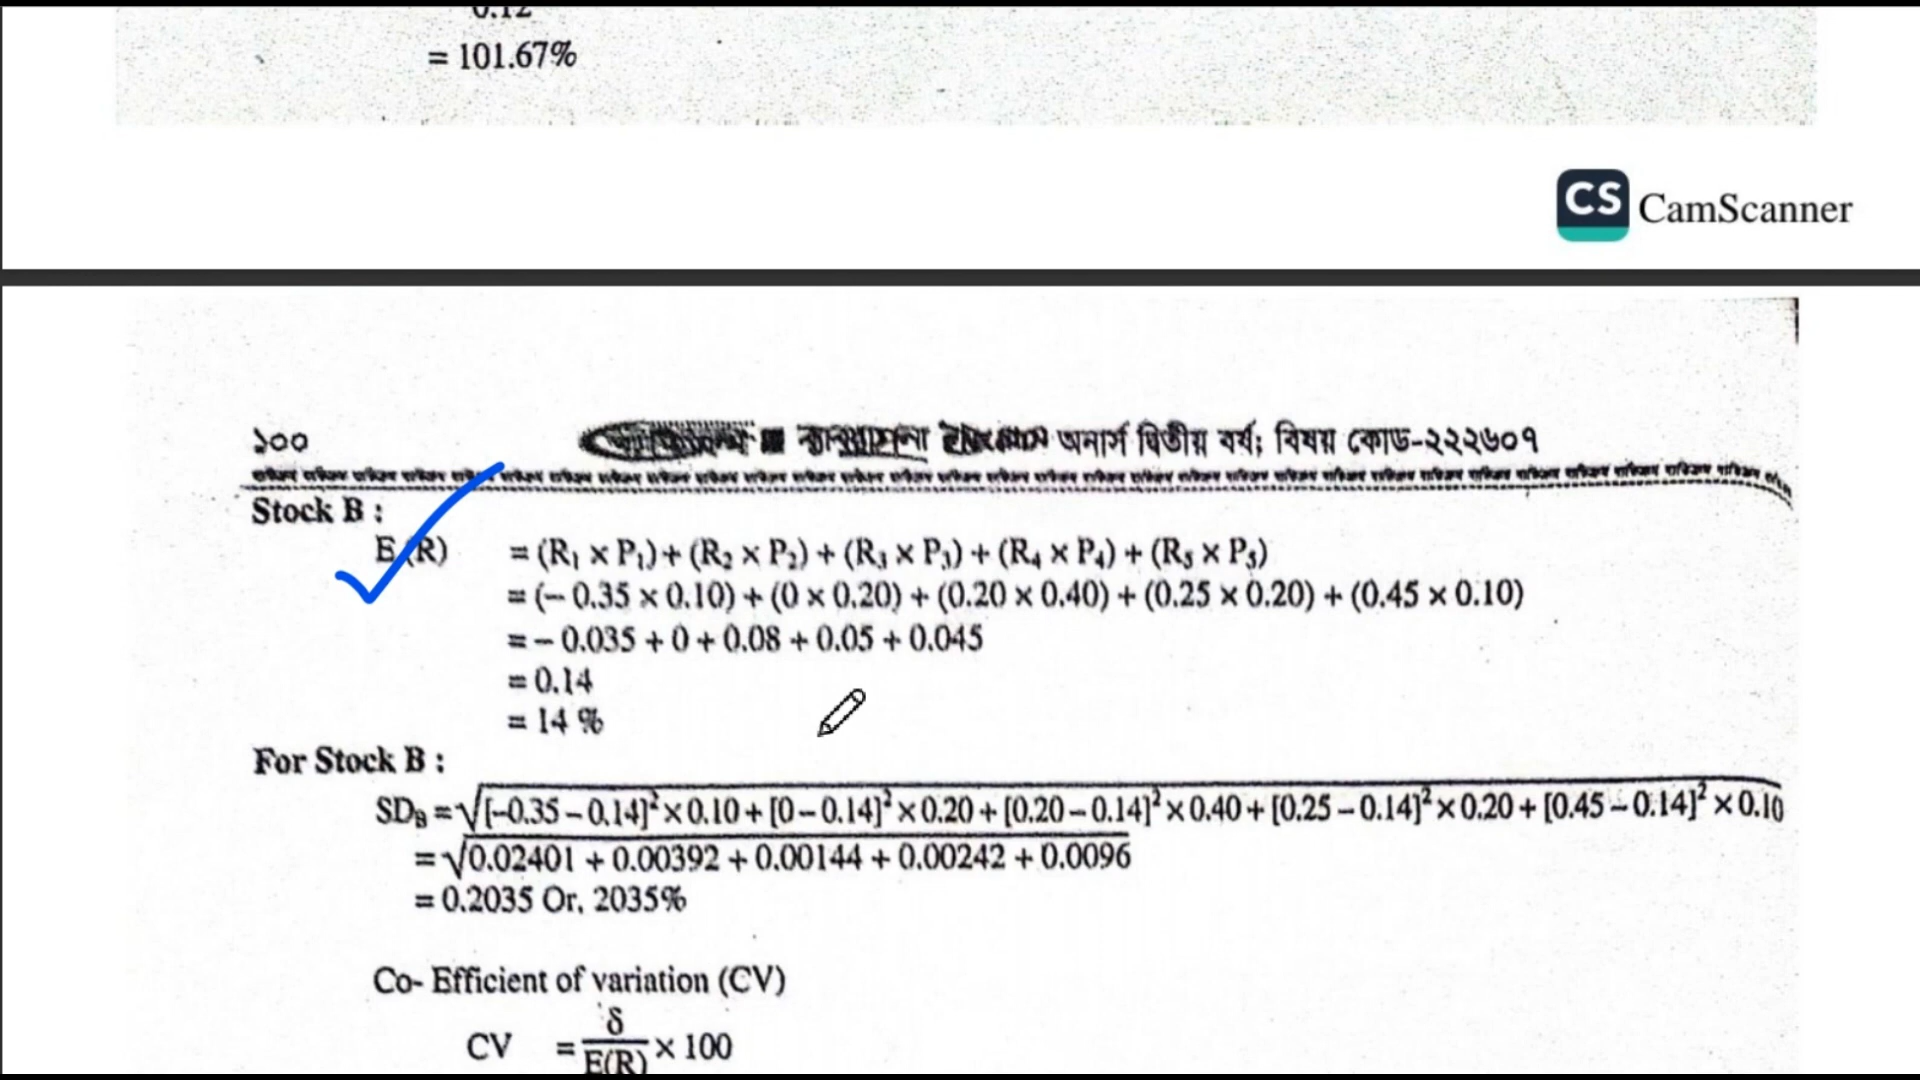 0.12
= 101.67%
CS CamScanner
১০০ অনার্স দ্বিতীয় বর্ষ; বিষয় কোড-২২২৬০৭
Stock B :
E (R) = (R₁ × P₁) + (R₂ × P₂) + (R₃ × P₃) + (R₄ × P₄) + (R₅ × P₅)
= (– 0.35 × 0.10) + (0 × 0.20) + (0.20 × 0.40) + (0.25 × 0.20) + (0.45 × 0.10)
= – 0.035 + 0 + 0.08 + 0.05 + 0.045
= 0.14
= 14 %
For Stock B :
SD_B = √[–0.35 – 0.14]² × 0.10 + [0 – 0.14]² × 0.20 + [0.20 – 0.14]² × 0.40 + [0.25 – 0.14]² × 0.20 + [0.45 – 0.14]² × 0.10
= √0.02401 + 0.00392 + 0.00144 + 0.00242 + 0.0096
= 0.2035 Or, 2035%
Co- Efficient of variation (CV)
CV = δ / E(R) × 100